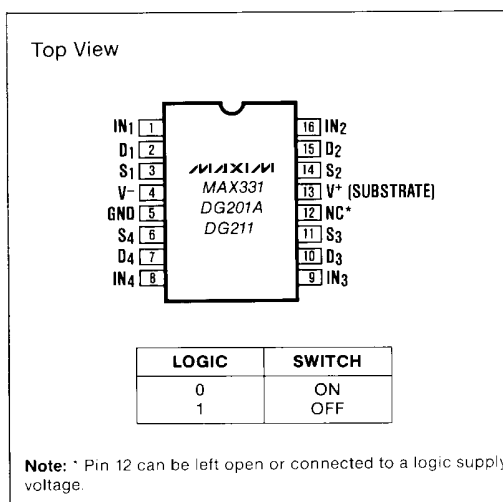 Top View
IN1 1 16 IN2
D1 2 15 D2
S1 3 14 S2
V- 4 MAXIM 13 V+ (SUBSTRATE)
GND 5 MAX331 12 NC*
S4 6 DG201A 11 S3
D4 7 DG211 10 D3
IN4 8 9 IN3
LOGIC SWITCH
0 ON
1 OFF
Note: * Pin 12 can be left open or connected to a logic supply
voltage.